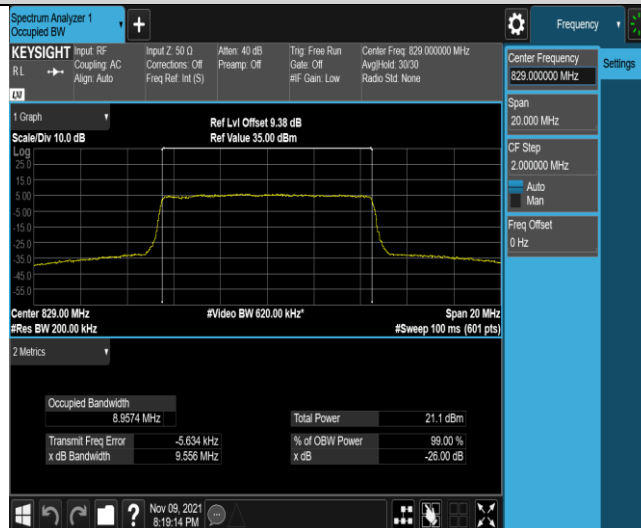 Spectrum Analyzer 1
Occupied BW
Frequency
KEYSIGHT
R L
LXI
Input: RF
Coupling: AC
Align: Auto
Input Z: 50 Ω
Corrections: Off
Freq Ref: Int (S)
Atten: 40 dB
Preamp: Off
Trig: Free Run
Gate: Off
#IF Gain: Low
Center Freq: 829.000000 MHz
Avg|Hold: 30/30
Radio Std: None
Center Frequency
829.000000 MHz
Settings
Span
20.000 MHz
CF Step
2.000000 MHz
Auto
Man
Freq Offset
0 Hz
1 Graph
Scale/Div 10.0 dB
Ref Lvl Offset 9.38 dB
Ref Value 35.00 dBm
Log
25.0
15.0
5.00
-5.00
-15.0
-25.0
-35.0
-45.0
-55.0
Center 829.00 MHz
#Video BW 620.00 kHz*
Span 20 MHz
#Res BW 200.00 kHz
#Sweep 100 ms (601 pts)
2 Metrics
Occupied Bandwidth
8.9574 MHz
Total Power 21.1 dBm
Transmit Freq Error -5.634 kHz
% of OBW Power 99.00 %
x dB Bandwidth 9.556 MHz
x dB -26.00 dB
?
Nov 09, 2021
8:19:14 PM